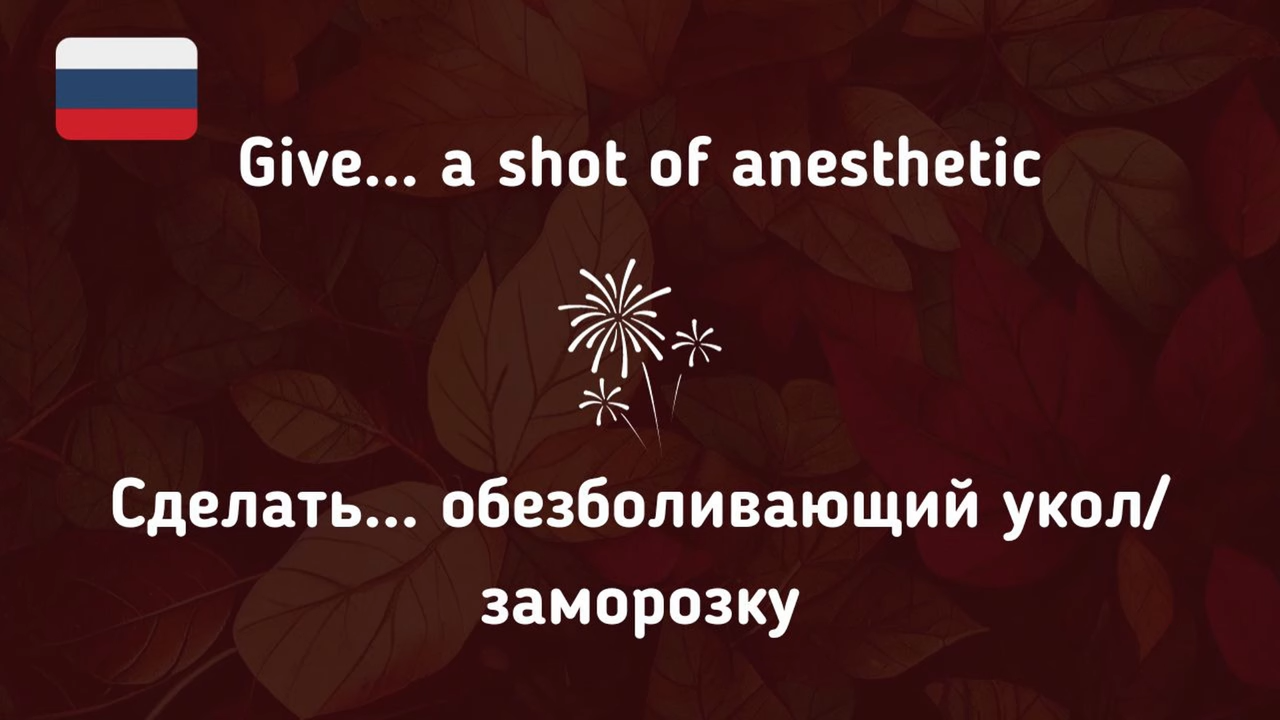 Give... a shot of anesthetic
Сделать... обезболивающий укол/
заморозку